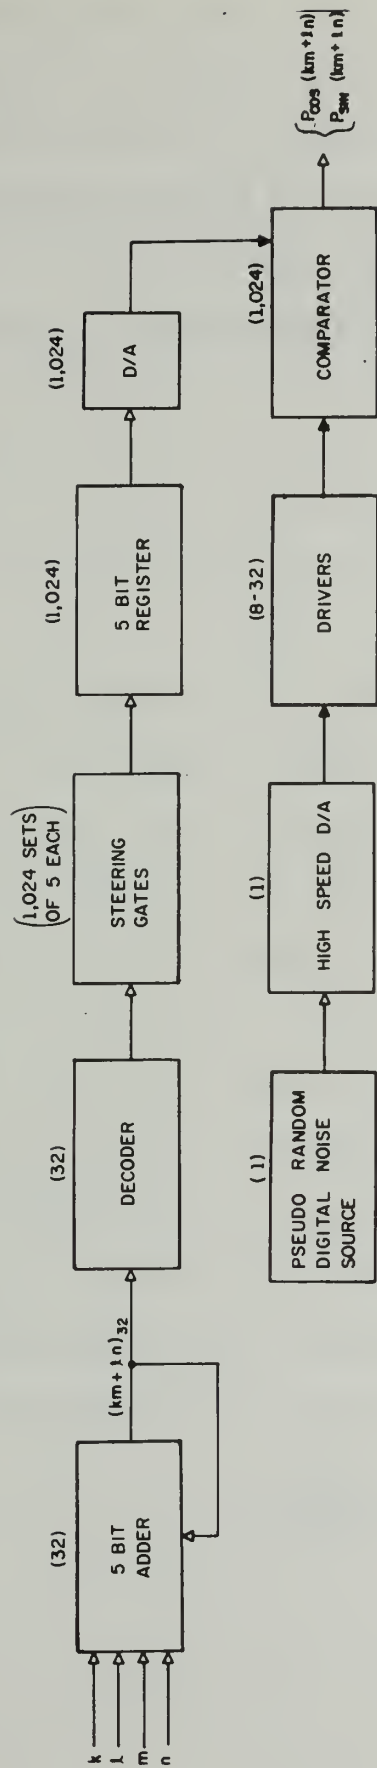 k
ℓ
m
n
(32)
5 BIT
ADDER
(km+ℓn)32
(32)
DECODER
(1,024 SETS
OF 5 EACH)
STEERING
GATES
(1,024)
5 BIT
REGISTER
(1,024)
D/A
(1)
PSEUDO RANDOM
DIGITAL NOISE
SOURCE
(1)
HIGH SPEED D/A
(8-32)
DRIVERS
(1,024)
COMPARATOR
PCOS (km+ℓn)
PSIN (km+ℓn)